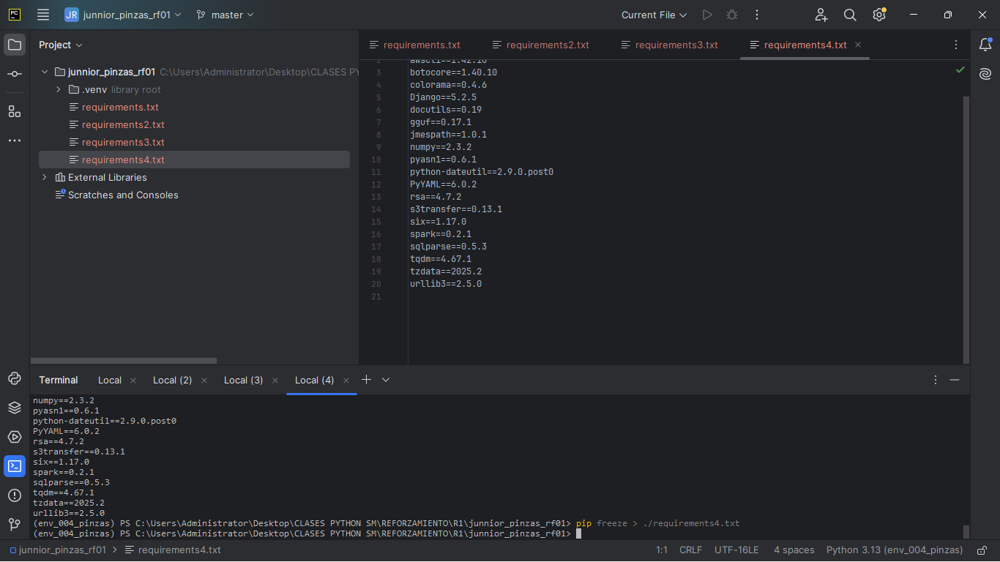 PC
JR junnior_pinzas_rf01 master Current File
Project
junnior_pinzas_rf01 C:\Users\Administrator\Desktop\CLASES PY
.venv library root
requirements.txt
requirements2.txt
requirements3.txt
requirements4.txt
External Libraries
Scratches and Consoles
requirements.txt requirements2.txt requirements3.txt requirements4.txt
2 awscli==1.42.10
3 botocore==1.40.10
4 colorama==0.4.6
5 Django==5.2.5
6 docutils==0.19
7 gguf==0.17.1
8 jmespath==1.0.1
9 numpy==2.3.2
10 pyasn1==0.6.1
11 python-dateutil==2.9.0.post0
12 PyYAML==6.0.2
13 rsa==4.7.2
14 s3transfer==0.13.1
15 six==1.17.0
16 spark==0.2.1
17 sqlparse==0.5.3
18 tqdm==4.67.1
19 tzdata==2025.2
20 urllib3==2.5.0
21
Terminal Local Local (2) Local (3) Local (4)
numpy==2.3.2
pyasn1==0.6.1
python-dateutil==2.9.0.post0
PyYAML==6.0.2
rsa==4.7.2
s3transfer==0.13.1
six==1.17.0
spark==0.2.1
sqlparse==0.5.3
tqdm==4.67.1
tzdata==2025.2
urllib3==2.5.0
(env_004_pinzas) PS C:\Users\Administrator\Desktop\CLASES PYTHON SM\REFORZAMIENTO\R1\junnior_pinzas_rf01> pip freeze > ./requirements4.txt
(env_004_pinzas) PS C:\Users\Administrator\Desktop\CLASES PYTHON SM\REFORZAMIENTO\R1\junnior_pinzas_rf01>
junnior_pinzas_rf01 > requirements4.txt 1:1 CRLF UTF-16LE 4 spaces Python 3.13 (env_004_pinzas)